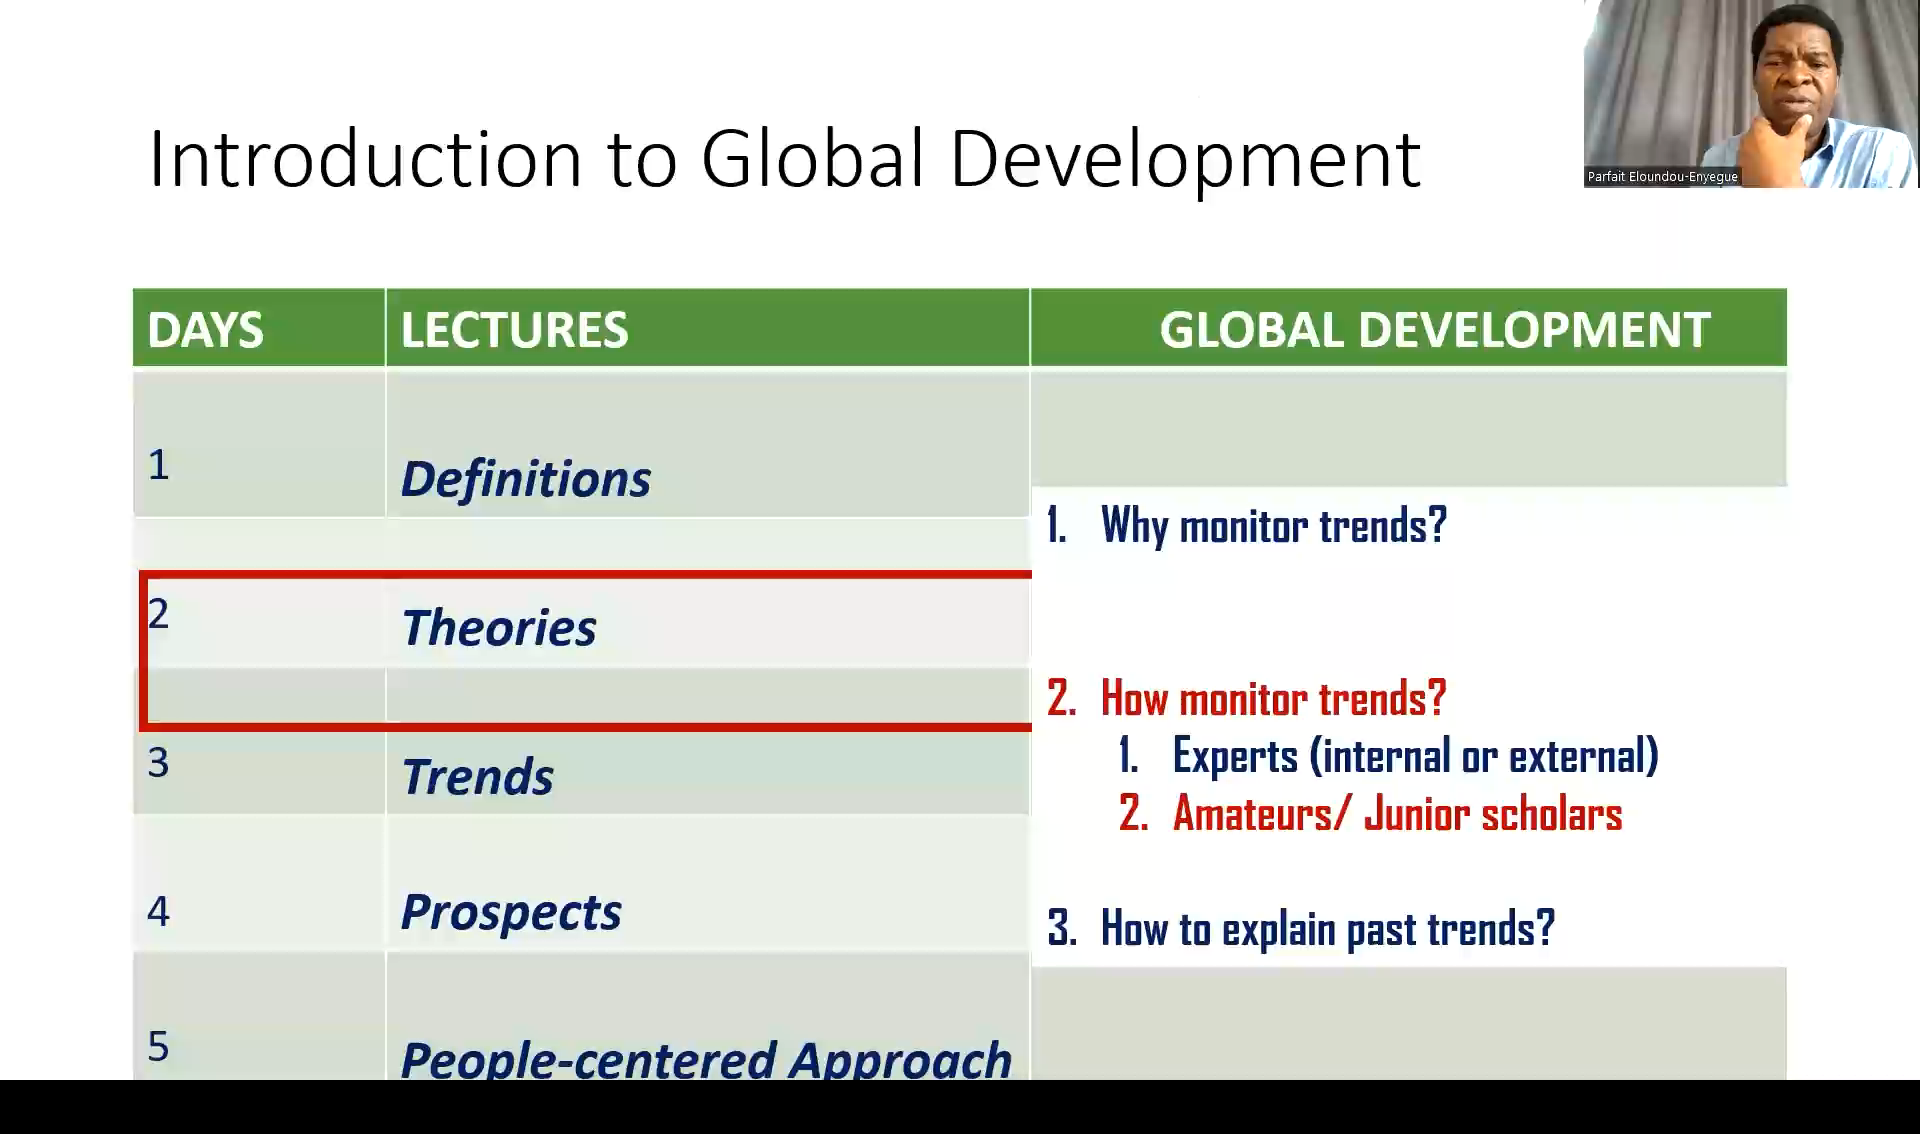 Parfait Eloundou-Enyegue
Introduction to Global Development
DAYS LECTURES GLOBAL DEVELOPMENT
1 Definitions
1. Why monitor trends?
2 Theories
2. How monitor trends?
1. Experts (internal or external)
3 Trends
2. Amateurs/ Junior scholars
4 Prospects
3. How to explain past trends?
5 People-centered Approach